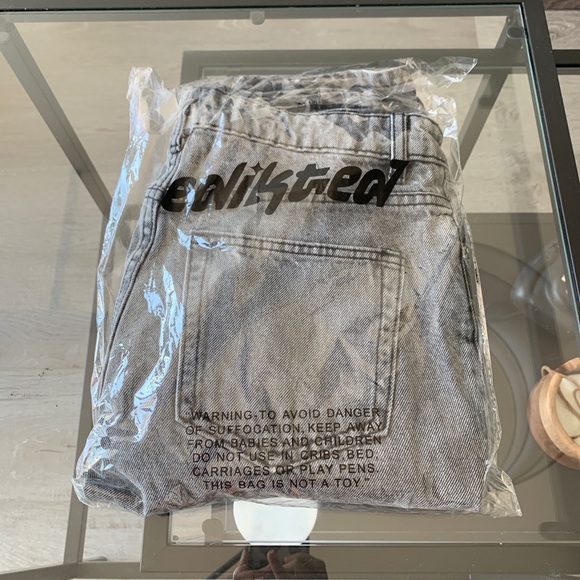 edikted
"WARNING-TO AVOID DANGER
OF SUFFOCATION. KEEP AWAY
FROM BABIES AND CHILDREN
DO NOT USE IN CRIBS. BED.
CARRIAGES OR PLAY PENS.
THIS BAG IS NOT A TOY."